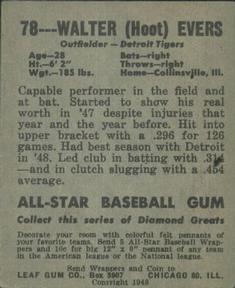 78---WALTER (Hoot) EVERS
Outfielder - Detroit Tigers
Age-28 Bats-right
Ht.-6' 2" Throws-right
Wgt.-185 lbs. Home-Collinsville, Ill.
Capable performer in the field and
at bat. Started to show his real
worth in '47 despite injuries that
year and the year before. Hit into
upper bracket with a .296 for 126
games. Had best season with Detroit
in '48. Led club in batting with
—and in clutch slugging with a .454
average.
ALL-STAR BASEBALL GUM
Collect this series of Diamond Greats
Decorate your room with colorful felt, pennants of
your favorite teams. Send 5 All-Star Baseball Wrap-
pers and 10c for big 12" x 6" pennant of any team
in the American league or the National league.
Send Wrappers and Coin to
LEAF GUM CO., Box 5907 CHICAGO 80, ILL.
Copyright 1948